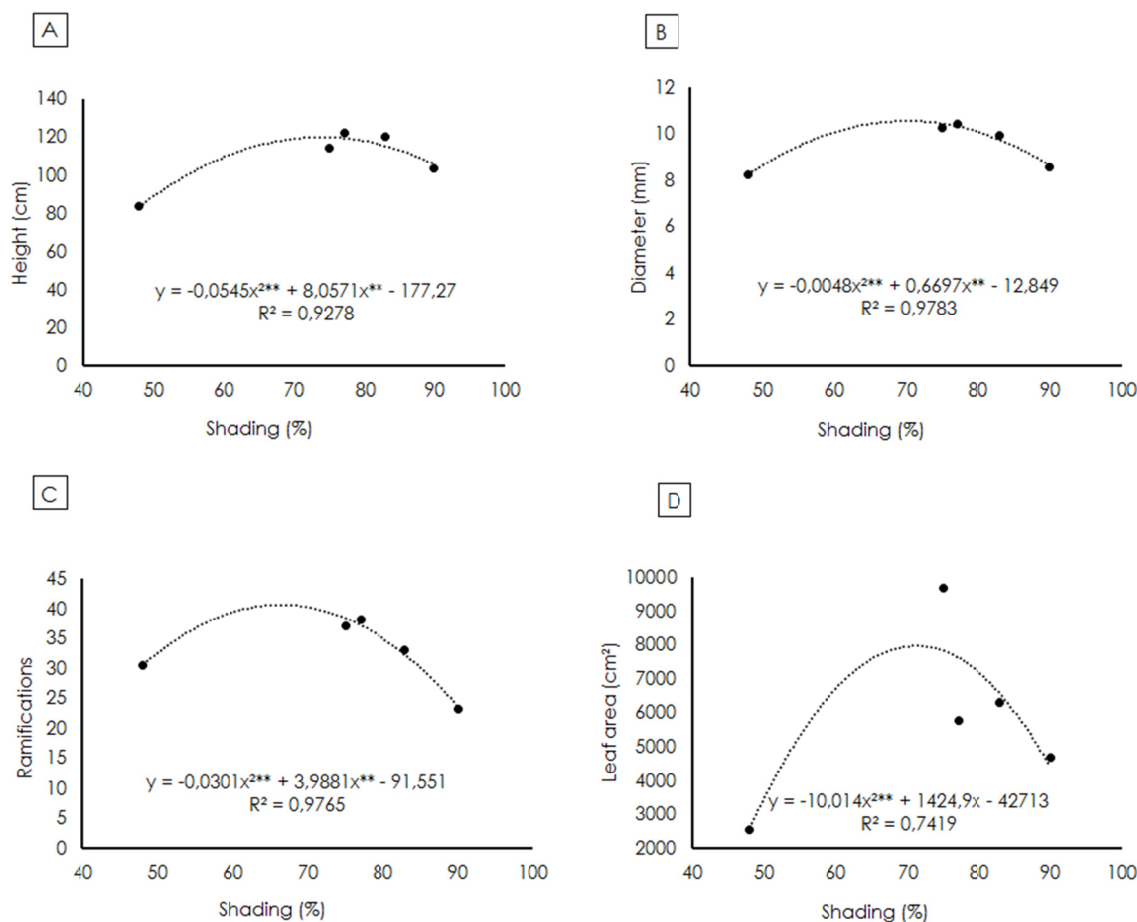 A
140
120
100
80
60
40
20
0
Height (cm)
y = -0,0545x²** + 8,0571x** - 177,27
R² = 0,9278
40 50 60 70 80 90 100
Shading (%)
B
12
10
8
6
4
2
0
Diameter (mm)
y = -0,0048x²** + 0,6697x** - 12,849
R² = 0,9783
40 50 60 70 80 90 100
Shading (%)
C
45
40
35
30
25
20
15
10
5
0
Ramifications
y = -0,0301x²** + 3,9881x** - 91,551
R² = 0,9765
40 50 60 70 80 90 100
Shading (%)
D
10000
9000
8000
7000
6000
5000
4000
3000
2000
Leaf area (cm²)
y = -10,014x²** + 1424,9x - 42713
R² = 0,7419
40 50 60 70 80 90 100
Shading (%)